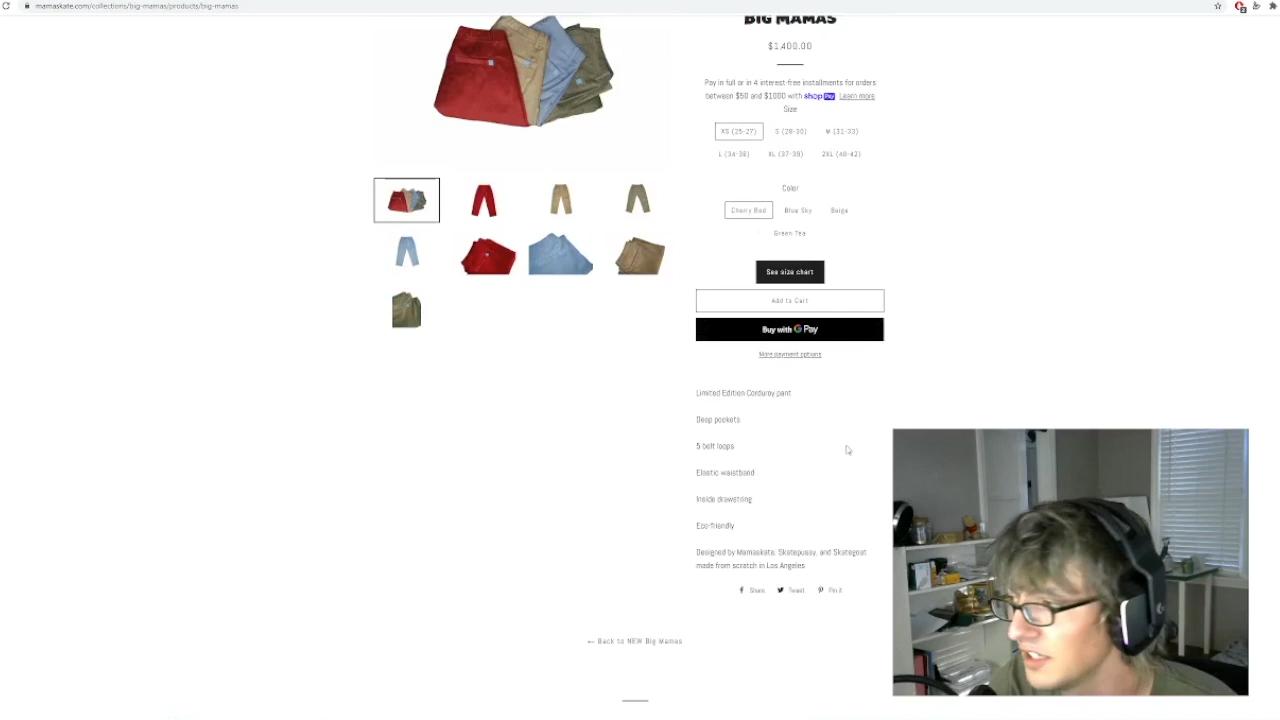 mamaskate.com/collections/big-mamas/products/big-mamas
BIG MAMAS
$1,400.00
Pay in full or in 4 interest-free installments for orders
between $50 and $1000 with shop Pay Learn more
Size
XS (25-27) S (28-30) M (31-33)
L (34-36) XL (37-39) 2XL (40-42)
Color
Cherry Red Blue Sky Beige
Green Tea
See size chart
Add to Cart
Buy with G Pay
More payment options
Limited Edition Corduroy pant
Deep pockets
5 belt loops
Elastic waistband
Inside drawstring
Eco-friendly
Designed by Mamaskate, Skatepussy, and Skategoat
made from scratch in Los Angeles
Share Tweet Pin it
← Back to NEW Big Mamas